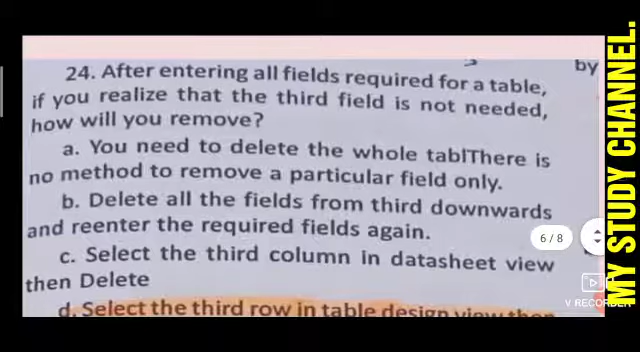 by
24. After entering all fields required for a table,
if you realize that the third field is not needed,
how will you remove?
a. You need to delete the whole tablThere is
no method to remove a particular field only.
b. Delete all the fields from third downwards
and reenter the required fields again.
c. Select the third column in datasheet view
then Delete
d. Select the third row in table design view then
6 / 8
V RECORDER
MY STUDY CHANNEL.